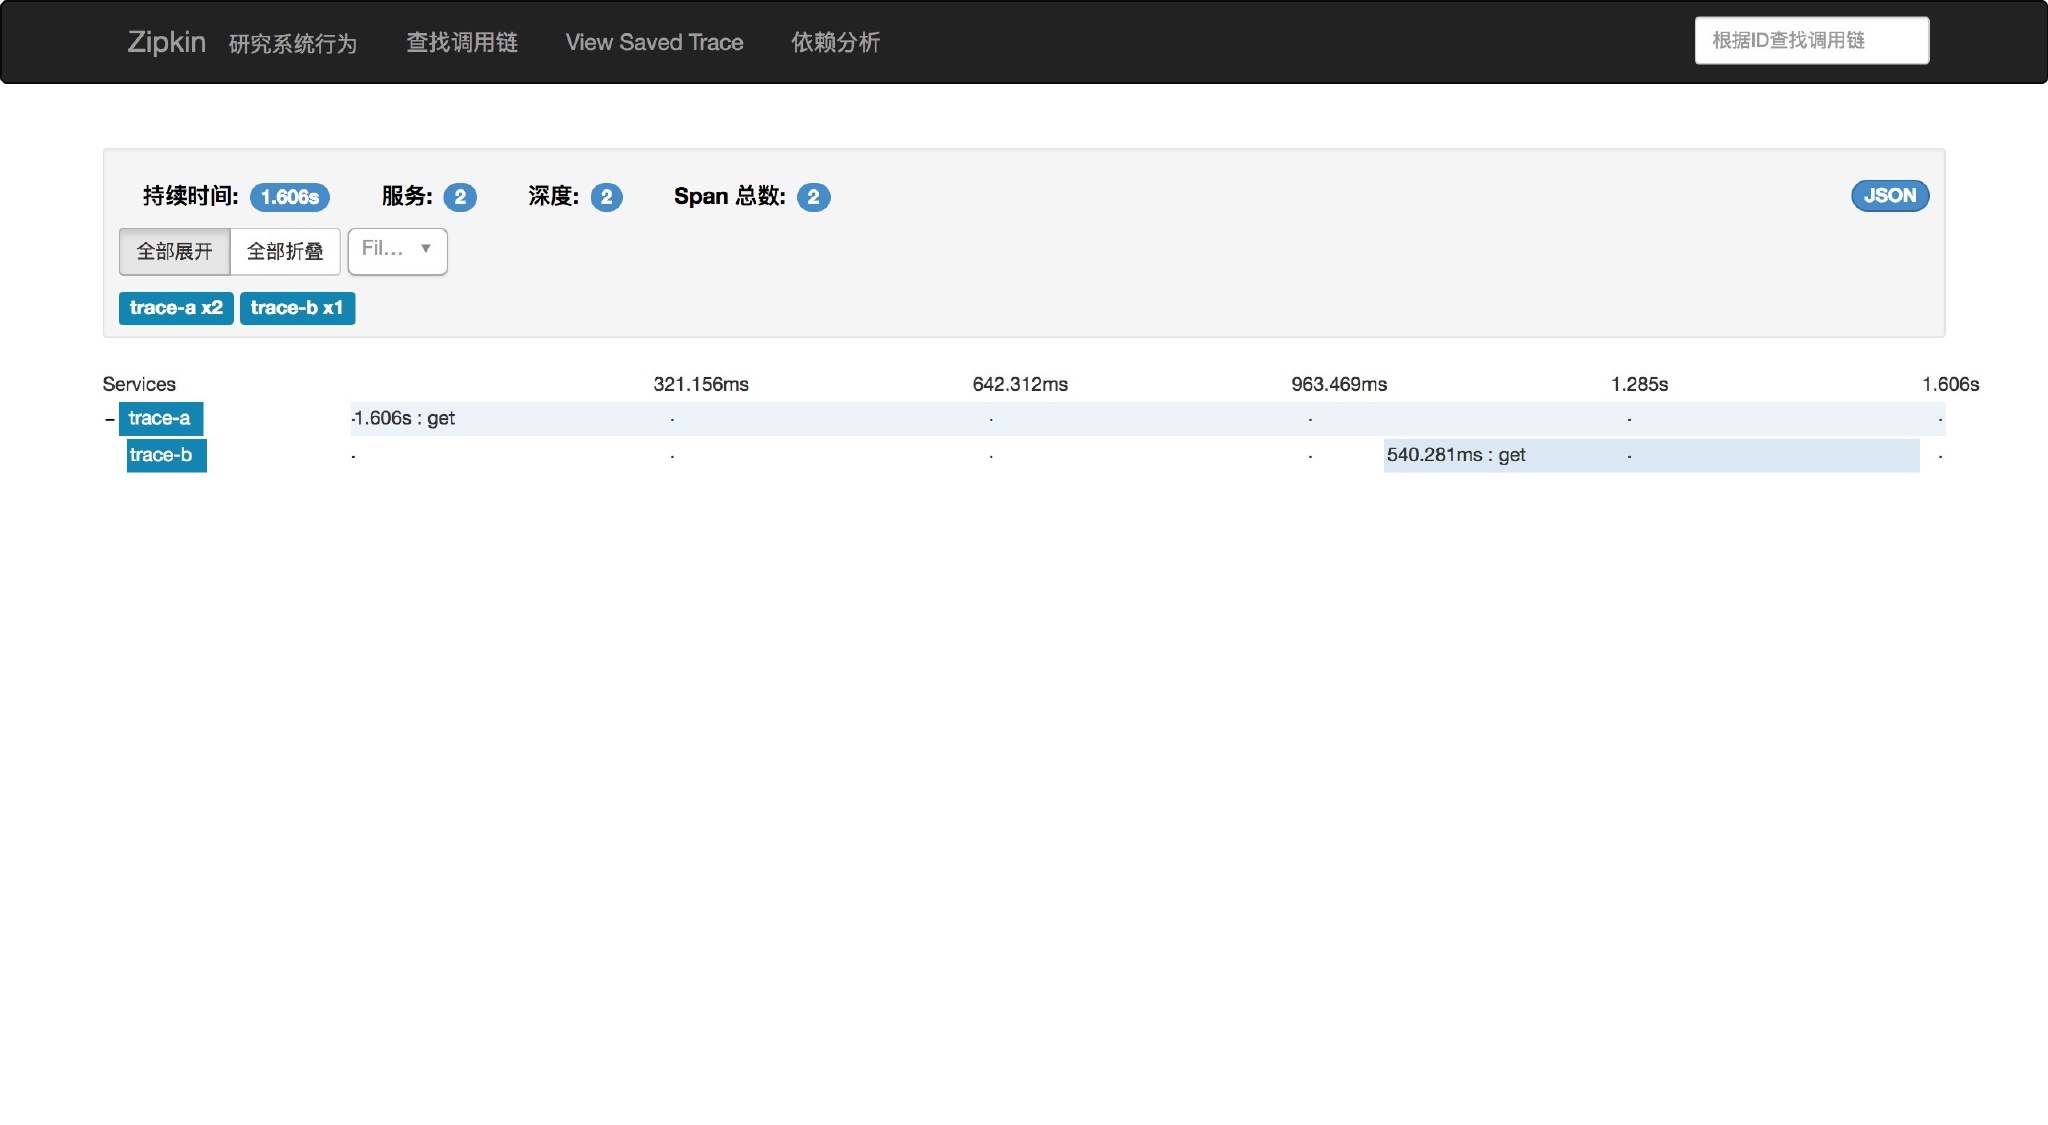 Zipkin 研究系统行为 查找调用链 View Saved Trace 依赖分析 根据ID查找调用链
持续时间: 1.606s 服务: 2 深度: 2 Span 总数: 2 JSON
全部展开 全部折叠 Fil...
trace-a x2 trace-b x1
Services 321.156ms 642.312ms 963.469ms 1.285s 1.606s
trace-a 1.606s : get
trace-b 540.281ms : get